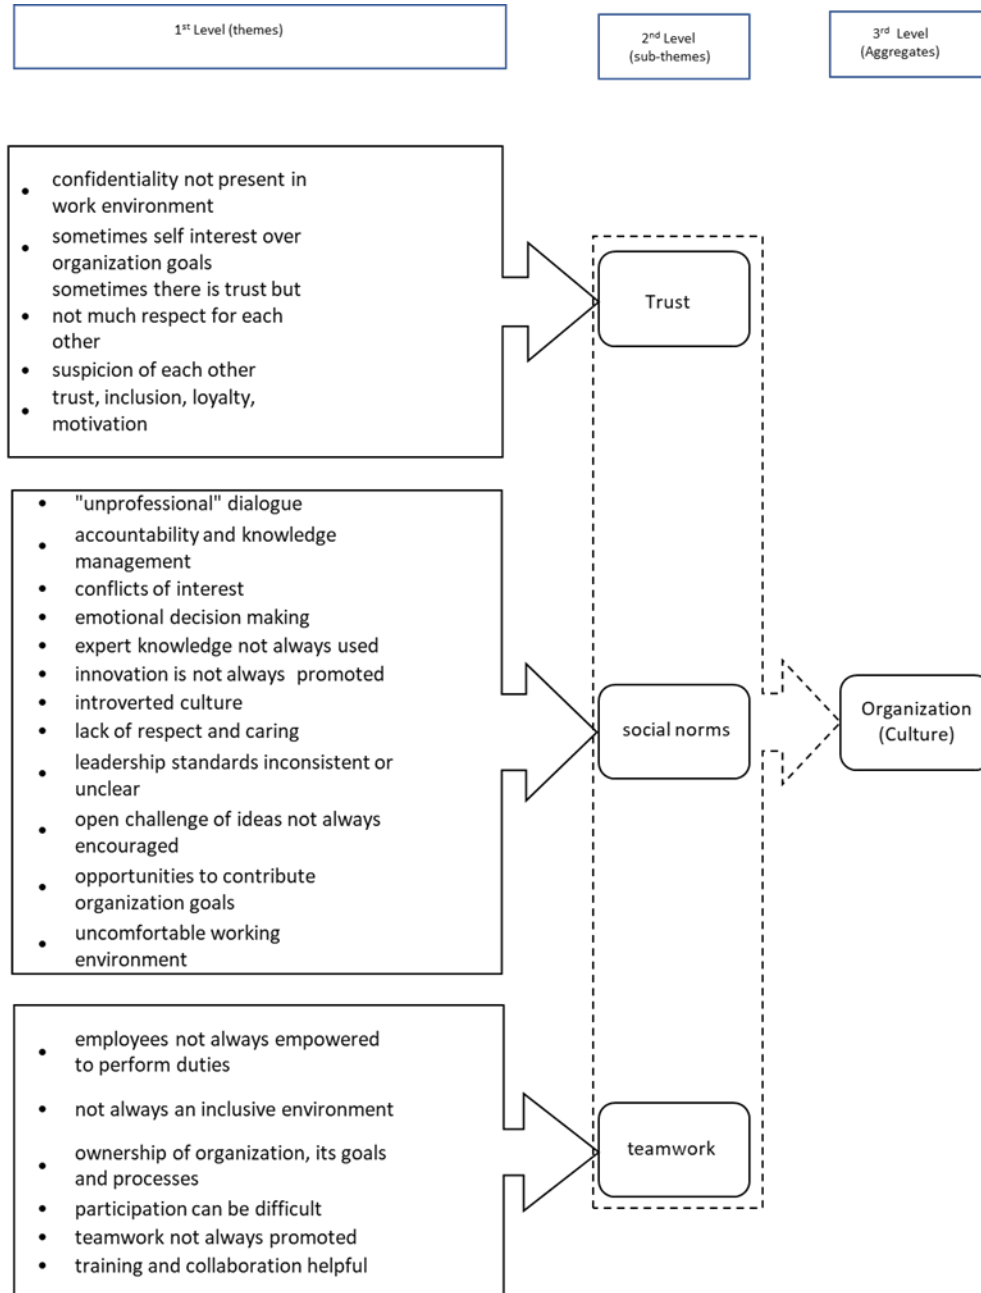 1st Level (themes)
2nd Level
(sub-themes)
3rd Level
(Aggregates)
• confidentiality not present in
work environment
• sometimes self interest over
organization goals
sometimes there is trust but
• not much respect for each
other
• suspicion of each other
trust, inclusion, loyalty,
• motivation
Trust
• "unprofessional" dialogue
accountability and knowledge
• management
• conflicts of interest
• emotional decision making
• expert knowledge not always used
• innovation is not always  promoted
• introverted culture
• lack of respect and caring
leadership standards inconsistent or
• unclear
open challenge of ideas not always
• encouraged
opportunities to contribute
• organization goals
uncomfortable working
• environment
social norms
Organization
(Culture)
employees not always empowered
• to perform duties
• not always an inclusive environment
ownership of organization, its goals
• and processes
• participation can be difficult
• teamwork not always promoted
• training and collaboration helpful
teamwork